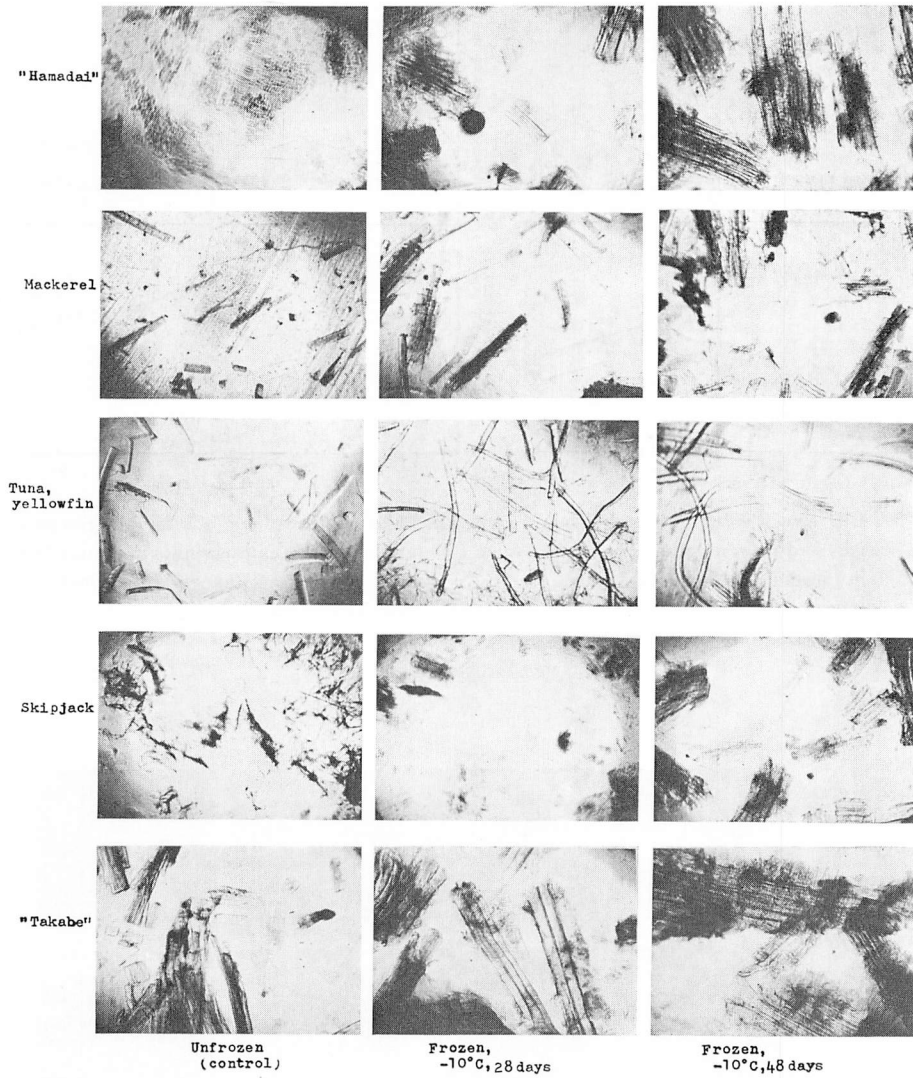 "Hamadai"
Mackerel
Tuna,
yellowfin
Skipjack
"Takabe"
Unfrozen
(control)
Frozen,
-10°C, 28 days
Frozen,
-10°C, 48 days